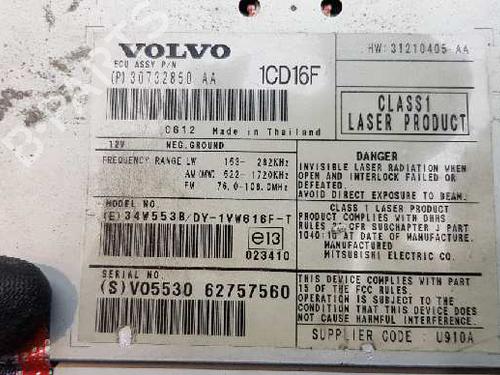 VOLVO
ECU ASSY P/N
(P)30732850 AA
1CD16F
HW:31210405-AA
CLASS1
LASER PRODUCT
0612 Made in Thailand
12V NEG.GROUND
FREQUENCY RANGE LW 153- 282KHz
AM(MW) 522-1720KHz
FM 76.0-108.0MHz
MODEL NO.
(E)34W553B/DY-1VW616F-T
e13
023410
SERIAL NO.
(S)VO5530 62757560
DANGER
INVISIBLE LASER RADIATION WHEN
OPEN AND INTERLOCK FAILED OR
DEFEATED.
AVOID DIRECT EXPOSURE TO BEAM.
CLASS 1 LASER PRODUCT
PRODUCT COMPLIES WITH DHHS
RULES 21 CFR SUBCHAPTER J PART
1040:10 AT DATE OF MANUFACTURE.
MANUFACTURED
MITSUBISHI ELECTRIC CO.
THIS DEVICE COMPLIES WITH PART
15 OF THE FCC RULES.
OPERATION IS SUBJECT TO THE
CONDITION THAT THIS DEVICE DOES
NOT CAUSE HARMFUL INTERFERENCE.
SUPPLIER CODE : U910A
B-PARTS